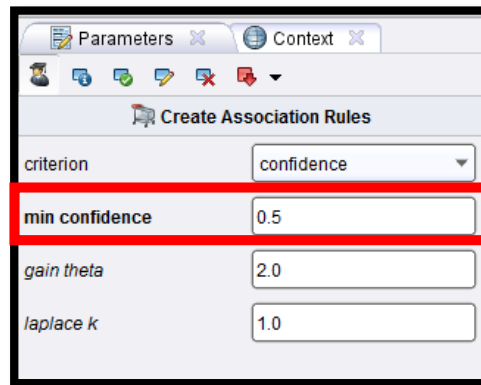 Parameters Context
Create Association Rules
criterion confidence
min confidence 0.5
gain theta 2.0
laplace k 1.0